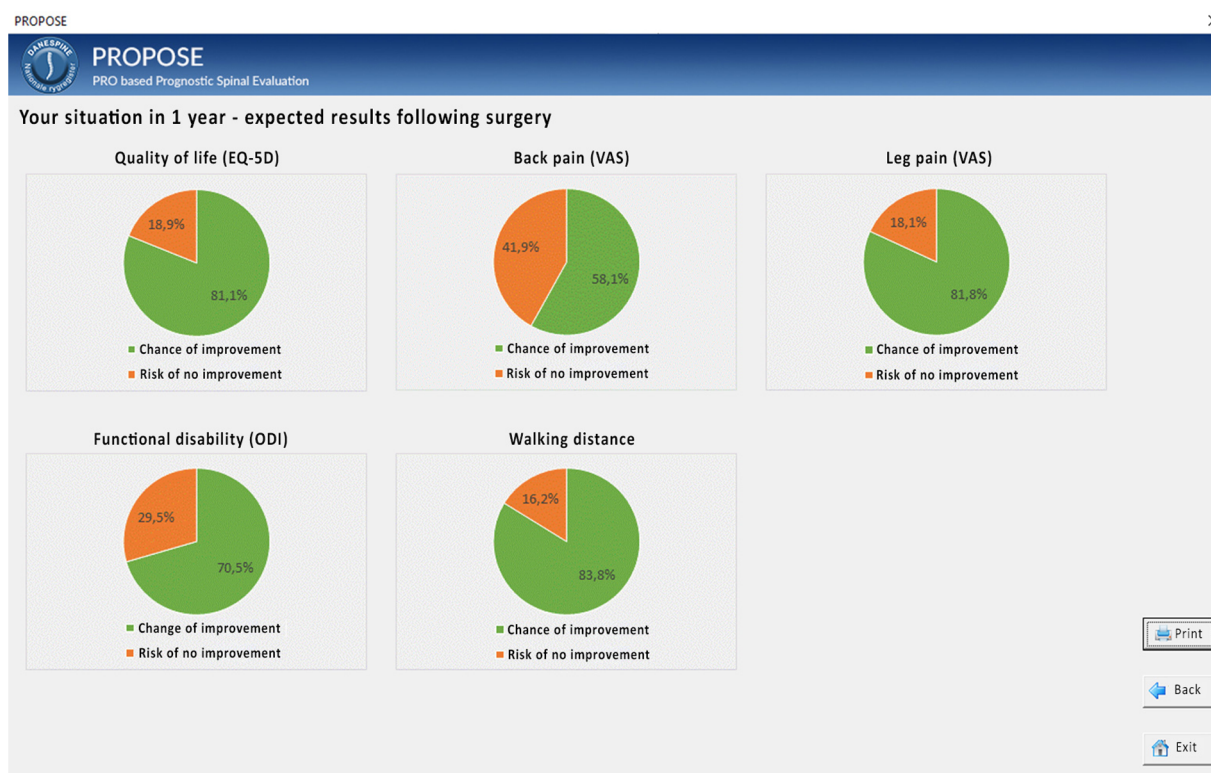 PROPOSE
DANESPINE
Nationale rygregister
PROPOSE
PRO based Prognostic Spinal Evaluation
Your situation in 1 year - expected results following surgery
Quality of life (EQ-5D)
18,9%
81,1%
Chance of improvement
Risk of no improvement
Back pain (VAS)
41,9%
58,1%
Chance of improvement
Risk of no improvement
Leg pain (VAS)
18,1%
81,8%
Chance of improvement
Risk of no improvement
Functional disability (ODI)
29,5%
70,5%
Change of improvement
Risk of no improvement
Walking distance
16,2%
83,8%
Chance of improvement
Risk of no improvement
Print
Back
Exit